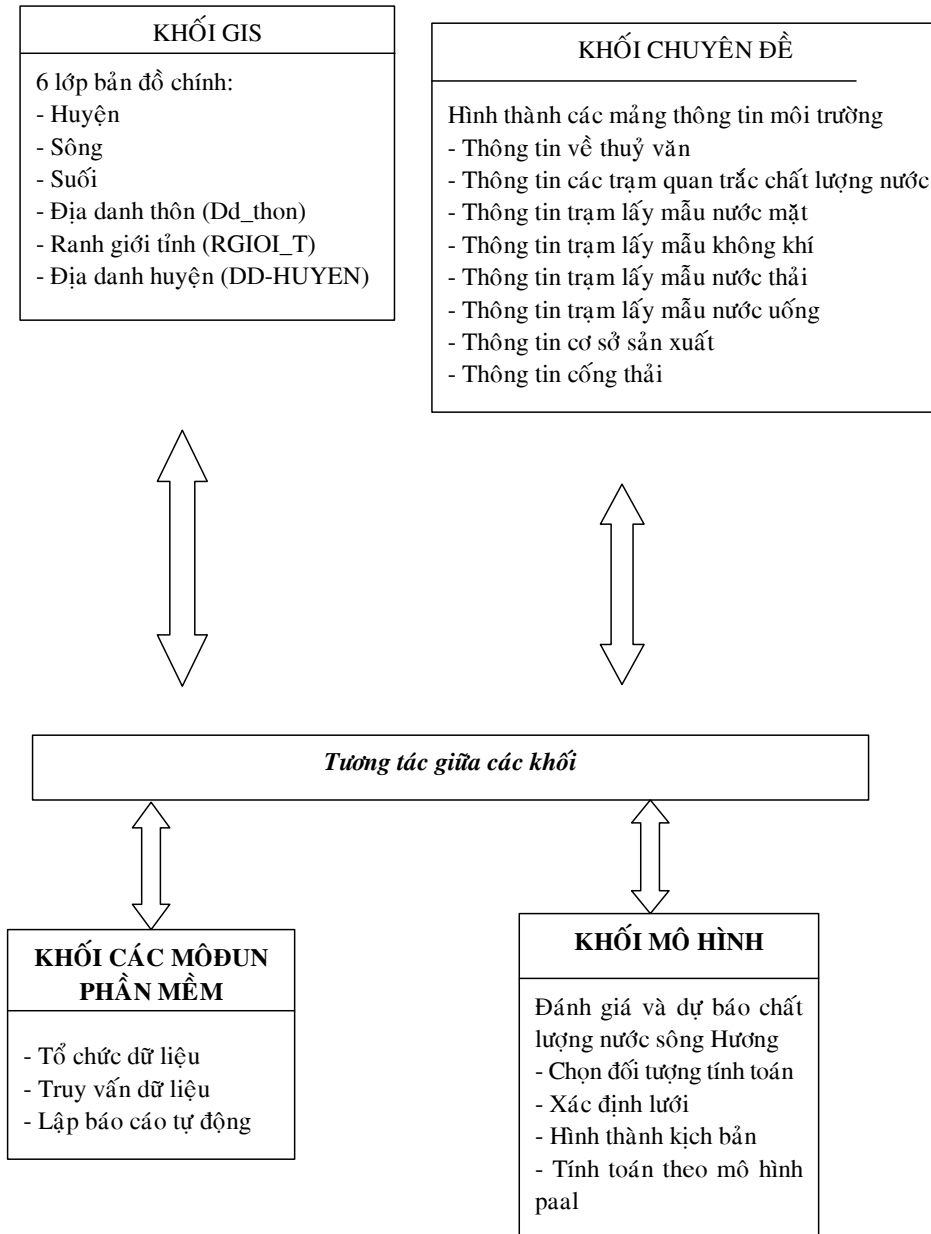 KHỐI GIS
6 lớp bản đồ chính:
- Huyện
- Sông
- Suối
- Địa danh thôn (Dd_thon)
- Ranh giới tỉnh (RGIOI_T)
- Địa danh huyện (DD-HUYEN)
KHỐI CHUYÊN ĐỀ
Hình thành các mảng thông tin môi trường
- Thông tin về thuỷ văn
- Thông tin các trạm quan trắc chất lượng nước
- Thông tin trạm lấy mẫu nước mặt
- Thông tin trạm lấy mẫu không khí
- Thông tin trạm lấy mẫu nước thải
- Thông tin trạm lấy mẫu nước uống
- Thông tin cơ sở sản xuất
- Thông tin cống thải
Tương tác giữa các khối
KHỐI CÁC MÔĐUN
PHẦN MỀM
- Tổ chức dữ liệu
- Truy vấn dữ liệu
- Lập báo cáo tự động
KHỐI MÔ HÌNH
Đánh giá và dự báo chất
lượng nước sông Hương
- Chọn đối tượng tính toán
- Xác định lưới
- Hình thành kịch bản
- Tính toán theo mô hình
paal